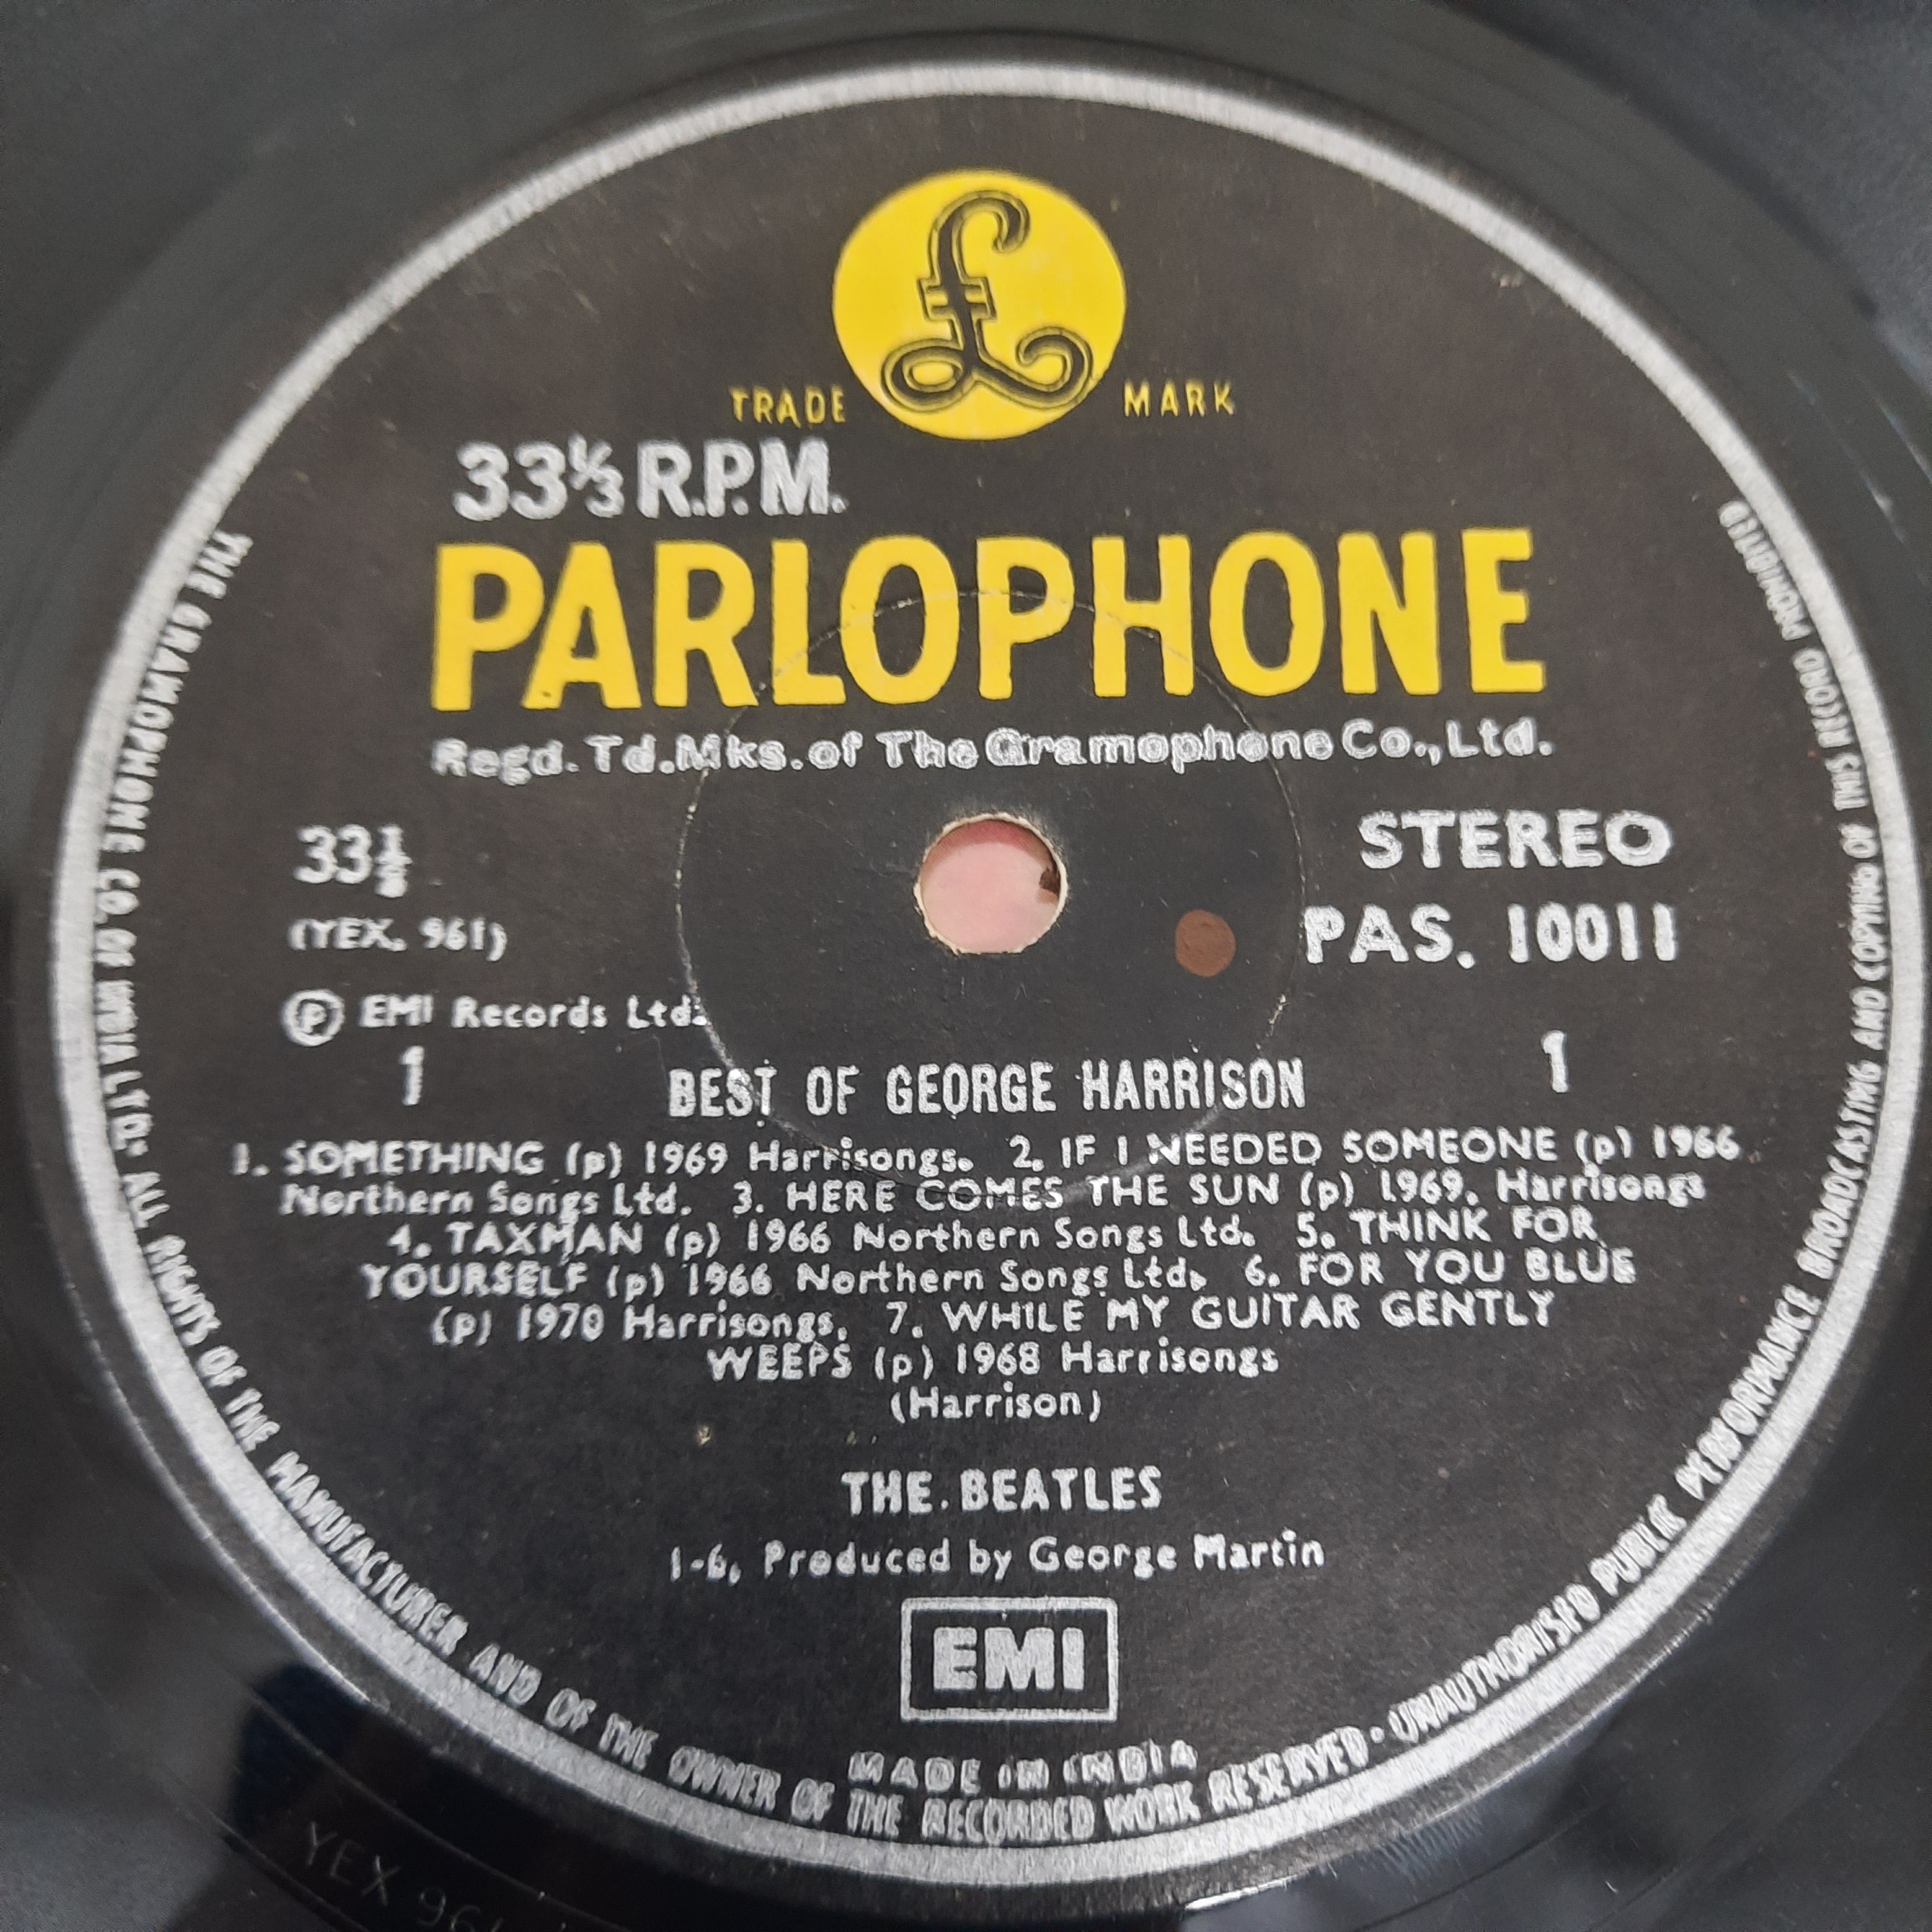 £
TRADE MARK
33⅓ R.P.M.
PARLOPHONE
Regd. Td.Mks. of The Gramophone Co., Ltd.
33⅓
STEREO
(YEX. 961)
PAS. 10011
Ⓟ EMI Records Ltd.
1
1
BEST OF GEORGE HARRISON
1. SOMETHING (p) 1969 Harrisongs. 2. IF I NEEDED SOMEONE (p) 1966
Northern Songs Ltd. 3. HERE COMES THE SUN (p) 1969. Harrisongs
4. TAXMAN (p) 1966 Northern Songs Ltd. 5. THINK FOR
YOURSELF (p) 1966 Northern Songs Ltd. 6. FOR YOU BLUE
(p) 1970 Harrisongs. 7. WHILE MY GUITAR GENTLY
WEEPS (p) 1968 Harrisongs
(Harrison)
THE.BEATLES
1-6, Produced by George Martin
EMI
MADE IN INDIA
THE GRAMOPHONE CO. OF INDIA LTD. ALL RIGHTS OF THE MANUFACTURER AND OF THE OWNER OF THE RECORDED WORK RESERVED · UNAUTHORISED PUBLIC PERFORMANCE BROADCASTING AND COPYING OF THIS RECORD PROHIBITED
YEX 961